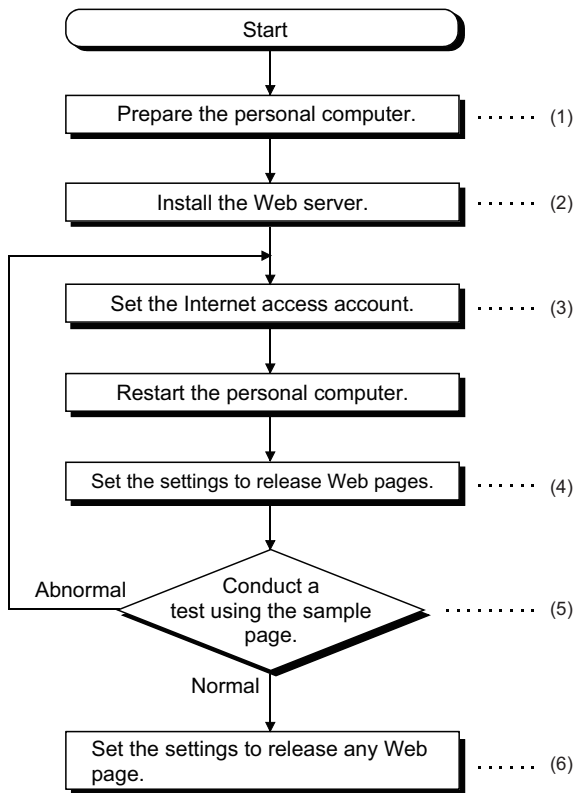 Start
Prepare the personal computer.
(1)
Install the Web server.
(2)
Set the Internet access account.
(3)
Restart the personal computer.
Set the settings to release Web pages.
(4)
Abnormal
Conduct a
test using the sample
page.
(5)
Normal
Set the settings to release any Web
page.
(6)